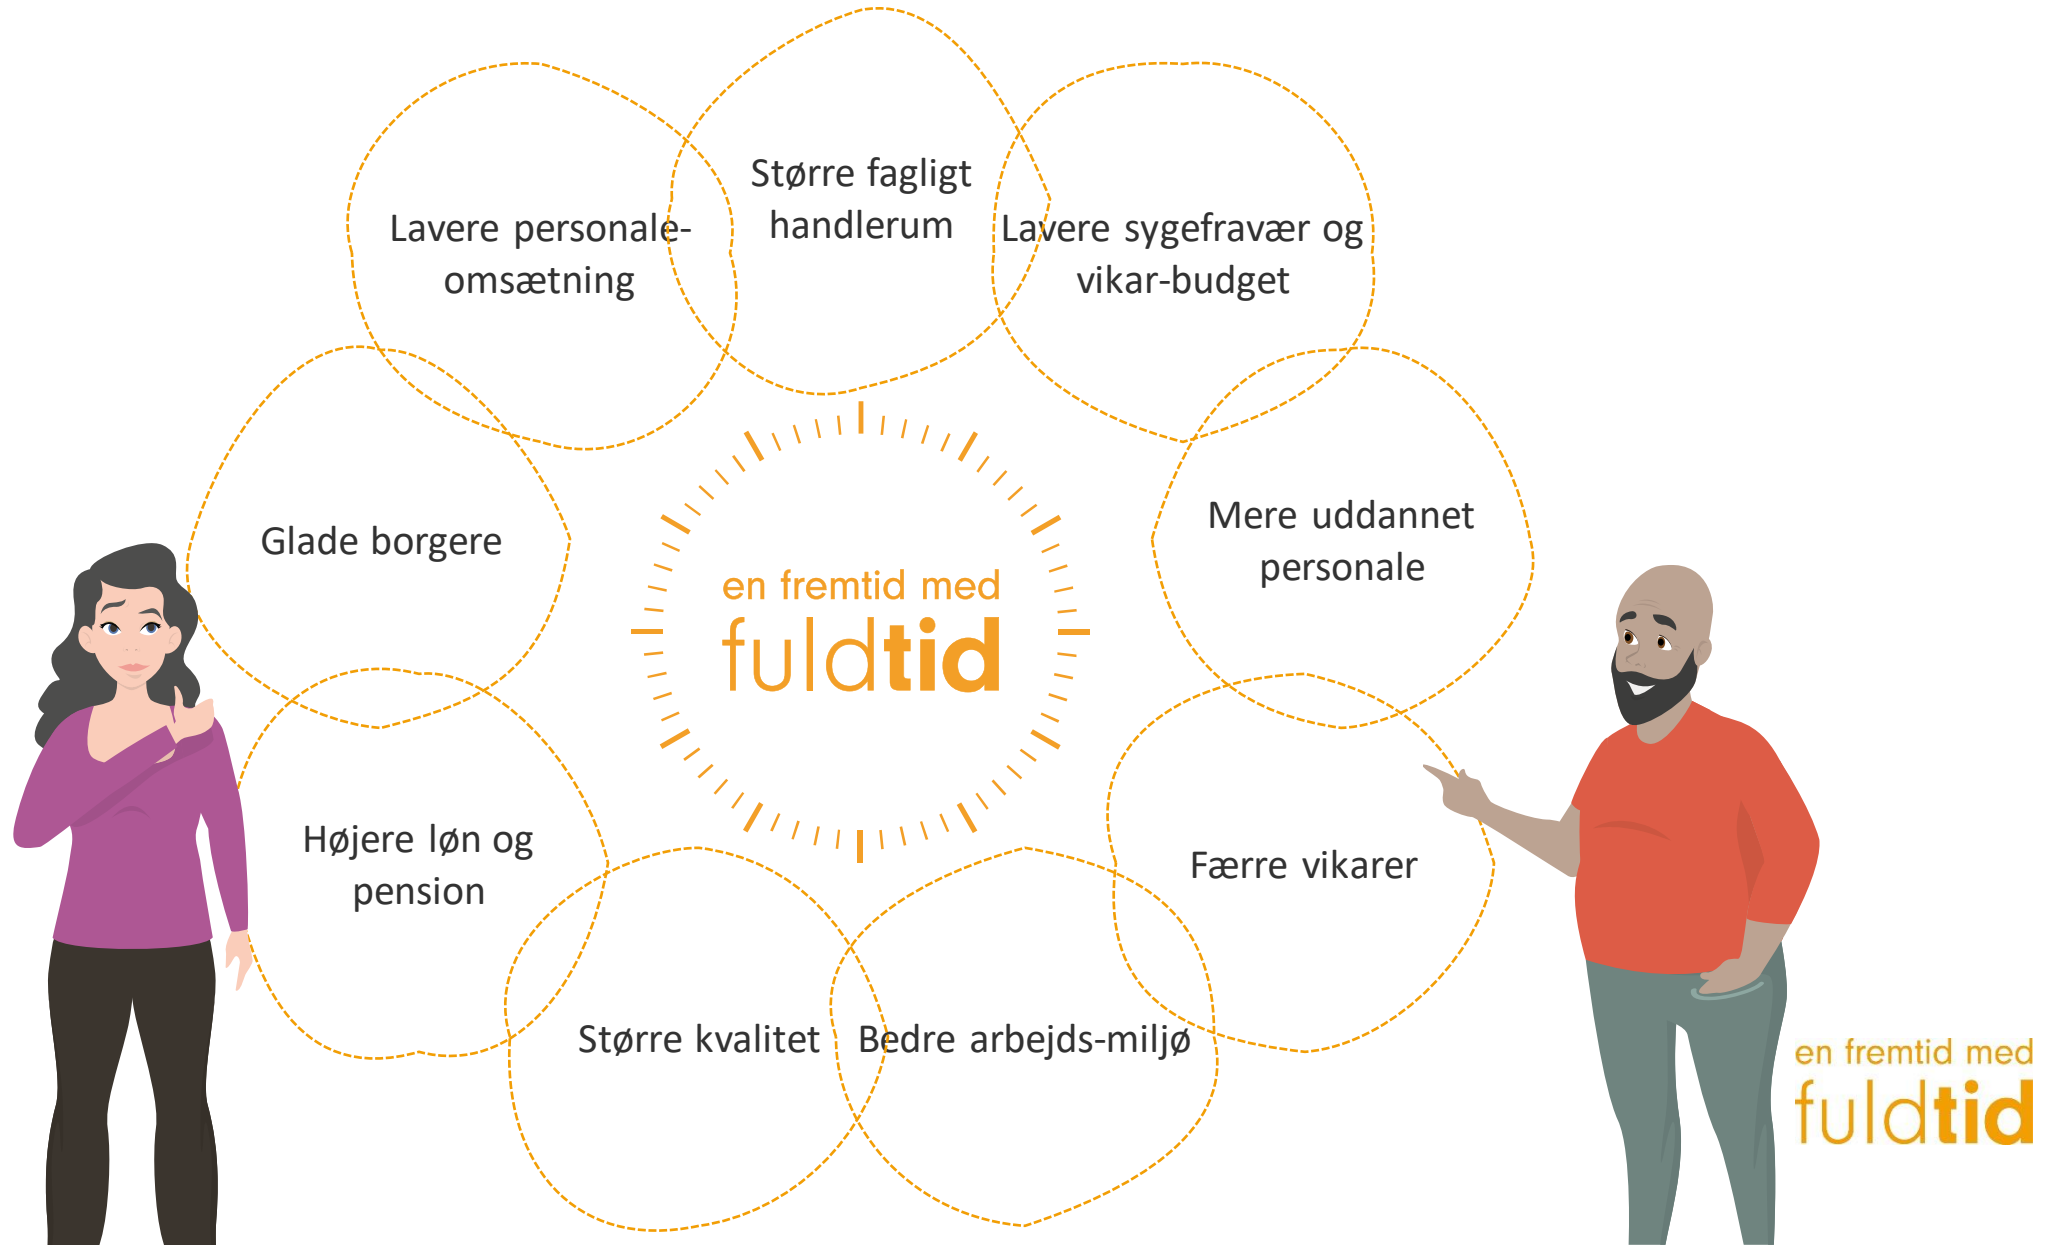 Større fagligt
handlerum
Lavere sygefravær og
vikar-budget
Mere uddannet
personale
Færre vikarer
Bedre arbejds-miljø
Større kvalitet
Højere løn og
pension
Glade borgere
Lavere personale-
omsætning
en fremtid med
fuldtid
en fremtid med
fuldtid